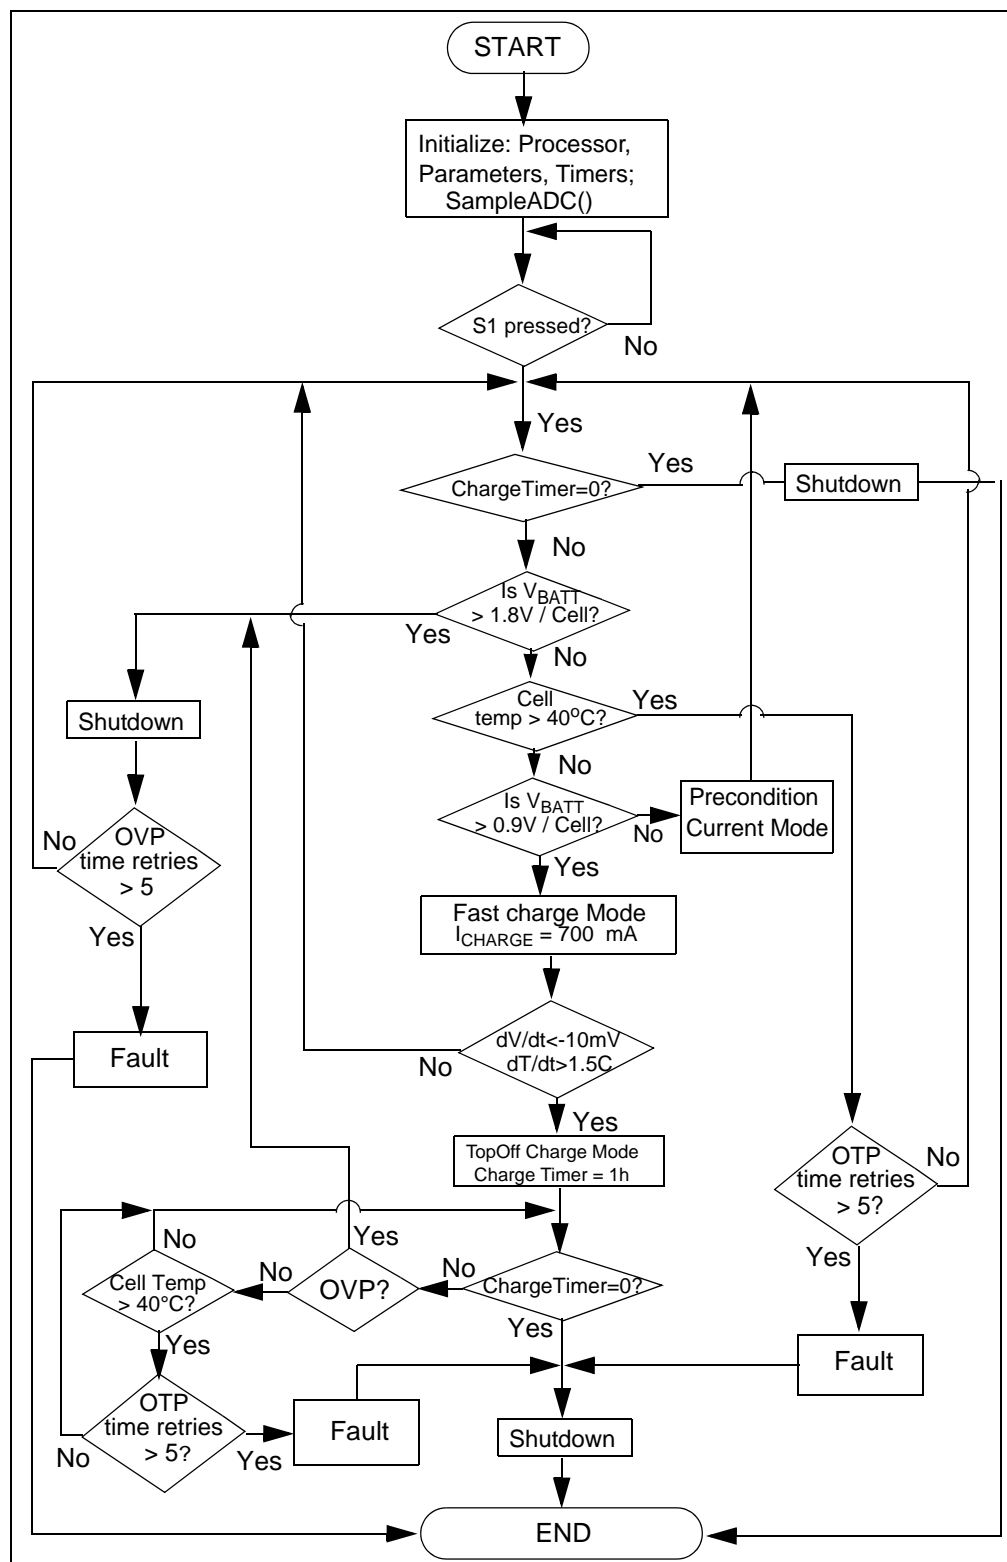 START
Initialize: Processor,
Parameters, Timers;
SampleADC()
S1 pressed?
No
Yes
ChargeTimer=0?
Yes
Shutdown
No
Is VBATT
> 1.8V / Cell?
Yes
No
Cell
temp > 40oC?
Yes
No
Shutdown
Is VBATT
> 0.9V / Cell?
No
Precondition
Current Mode
OVP
time retries
> 5
No
Yes
Yes
Fast charge Mode
ICHARGE = 700 mA
Fault
dV/dt<-10mV
dT/dt>1.5C
No
Yes
TopOff Charge Mode
Charge Timer = 1h
OTP
time retries
> 5?
No
Yes
ChargeTimer=0?
No
Yes
OVP?
Yes
No
Cell Temp
> 40°C?
No
Yes
Fault
OTP
time retries
> 5?
No
Yes
Fault
Shutdown
END